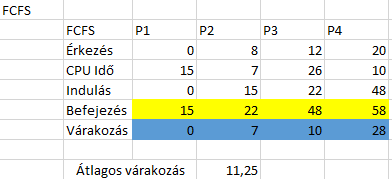 FCFS
FCFS P1 P2 P3 P4
Érkezés 0 8 12 20
CPU Idő 15 7 26 10
Indulás 0 15 22 48
Befejezés 15 22 48 58
Várakozás 0 7 10 28
Átlagos várakozás 11,25